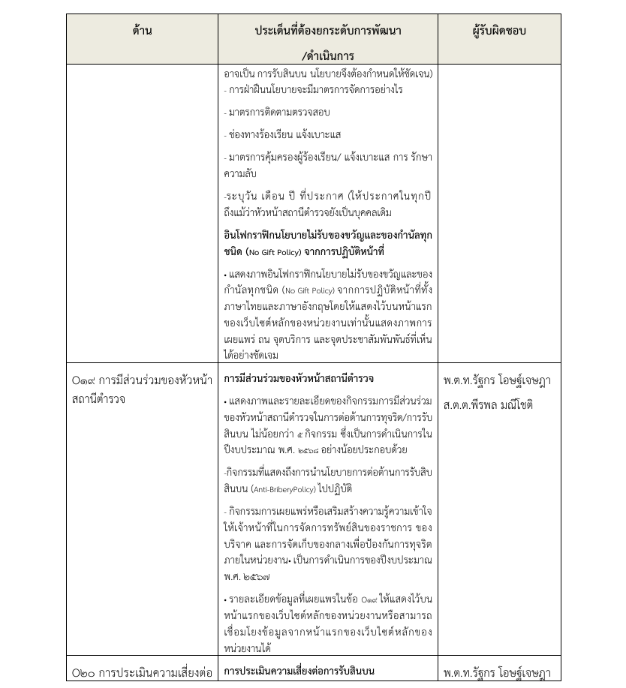 ด้าน
ประเด็นที่ต้องยกระดับการพัฒนา
/ดำเนินการ
ผู้รับผิดชอบ
อาจเป็น การรับสินบน นโยบายจึงต้องกำหนดให้ชัดเจน)
- การฝ่าฝืนนโยบายจะมีมาตรการจัดการอย่างไร
- มาตรการติดตามตรวจสอบ
- ช่องทางร้องเรียน แจ้งเบาะแส
- มาตรการคุ้มครองผู้ร้องเรียน/ แจ้งเบาะแส การ รักษา
ความลับ
-ระบุวัน เดือน ปี ที่ประกาศ (ให้ประกาศในทุกปี
ถึงแม้ว่าหัวหน้าสถานีตำรวจยังเป็นบุคคลเดิม
อินโฟกราฟิกนโยบายไม่รับของขวัญและของกำนัลทุก
ชนิด (No Gift Policy) จากการปฏิบัติหน้าที่
• แสดงภาพอินโฟกราฟิกนโยบายไม่รับของขวัญและของ
กำนัลทุกชนิด (No Gift Policy) จากการปฏิบัติหน้าที่ทั้ง
ภาษาไทยและภาษาอังกฤษโดยให้แสดงไว้บนหน้าแรก
ของเว็บไซต์หลักของหน่วยงานเท่านั้นแสดงภาพการ
เผยแพร่ ณ จุดบริการ และจุดประชาสัมพันธ์ที่เห็น
ได้อย่างชัดเจน
O๑๙ การมีส่วนร่วมของหัวหน้า
สถานีตำรวจ
การมีส่วนร่วมของหัวหน้าสถานีตำรวจ
• แสดงภาพและรายละเอียดของกิจกรรมการมีส่วนร่วม
ของหัวหน้าสถานีตำรวจในการต่อต้านการทุจริต/การรับ
สินบน ไม่น้อยกว่า ๕ กิจกรรม ซึ่งเป็นการดำเนินการใน
ปีงบประมาณ พ.ศ. ๒๕๖๘ อย่างน้อยประกอบด้วย
-กิจกรรมที่แสดงถึงการนำนโยบายการต่อต้านการรับสิบ
สินบน (Anti-BriberyPolicy) ไปปฏิบัติ
- กิจกรรมการเผยแพร่หรือเสริมสร้างความรู้ความเข้าใจ
ให้เจ้าหน้าที่ในการจัดการทรัพย์สินของราชการ ของ
บริจาค และการจัดเก็บของกลางเพื่อป้องกันการทุจริต
ภายในหน่วยงาน• เป็นการดำเนินการของปีงบประมาณ
พ.ศ. ๒๕๖๗
• รายละเอียดข้อมูลที่เผยแพร่ในข้อ O๑๙ ให้แสดงไว้บน
หน้าแรกของเว็บไซต์หลักของหน่วยงานหรือสามารถ
เชื่อมโยงข้อมูลจากหน้าแรกของเว็บไซต์หลักของ
หน่วยงานได้
พ.ต.ท.รัฐกร โอษฐ์เจษฎา
ส.ต.ต.พีรพล มณีโชติ
O๒๐ การประเมินความเสี่ยงต่อ
การประเมินความเสี่ยงต่อการรับสินบน
พ.ต.ท.รัฐกร โอษฐ์เจษฎา